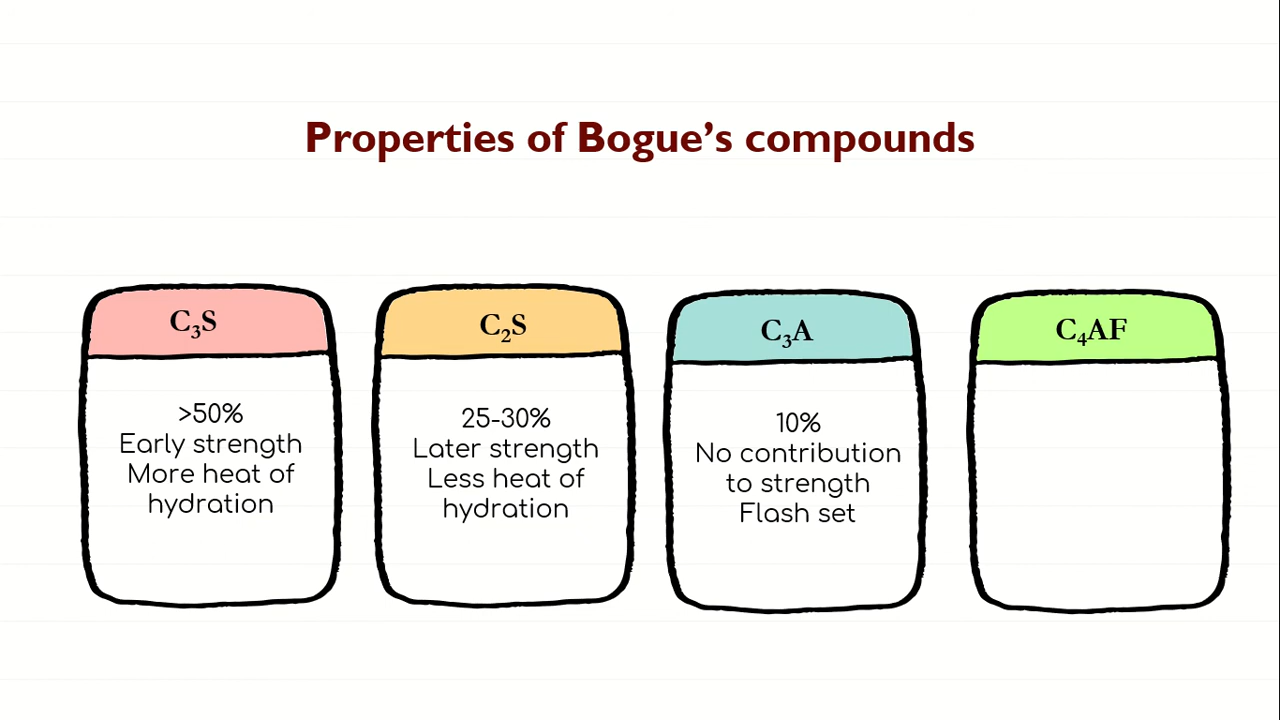 Properties of Bogue’s compounds
C₃S
>50%
Early strength
More heat of
hydration
C₂S
25-30%
Later strength
Less heat of
hydration
C₃A
10%
No contribution
to strength
Flash set
C₄AF